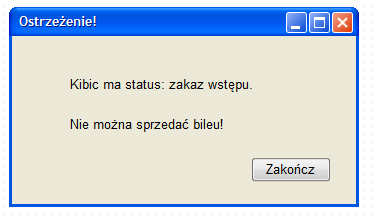 Ostrzeżenie!
Kibic ma status: zakaz wstępu.
Nie można sprzedać bileu!
Zakończ